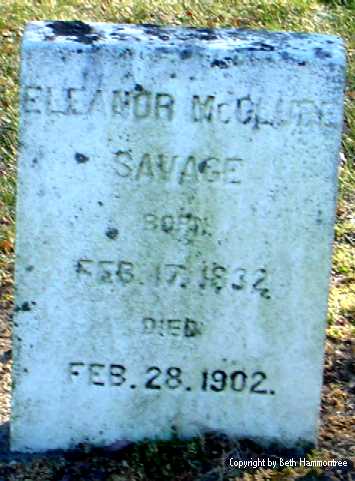 ELEANOR McCLURE
SAVAGE
BORN
FEB. 17. 1832
DIED
FEB. 28. 1902.
Copyright by Beth Hammontree